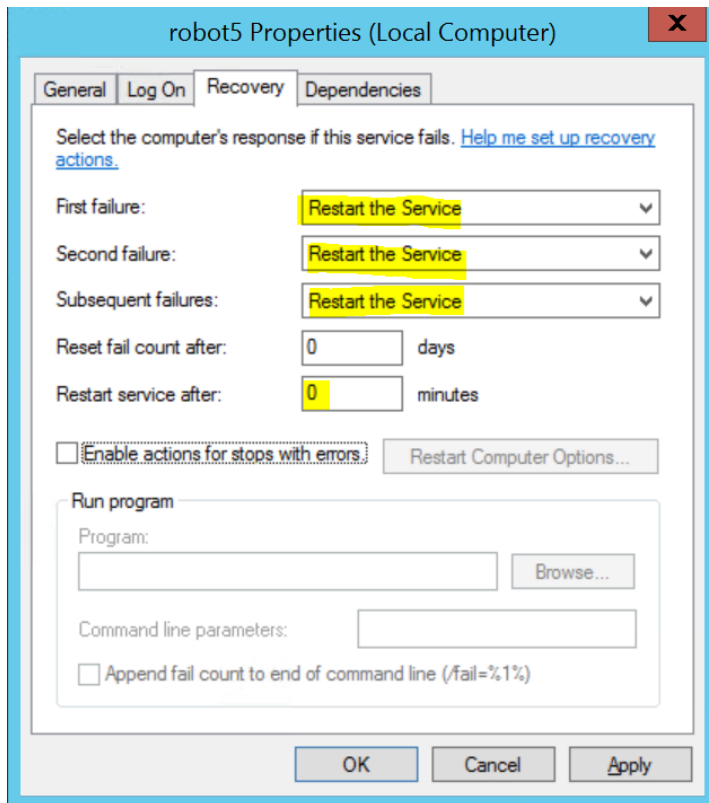 robot5 Properties (Local Computer)
X
General Log On Recovery Dependencies
Select the computer's response if this service fails. Help me set up recovery
actions.
First failure: Restart the Service
Second failure: Restart the Service
Subsequent failures: Restart the Service
Reset fail count after: 0 days
Restart service after: 0 minutes
Enable actions for stops with errors. Restart Computer Options...
Run program
Program:
Browse...
Command line parameters:
Append fail count to end of command line (/fail=%1%)
OK Cancel Apply